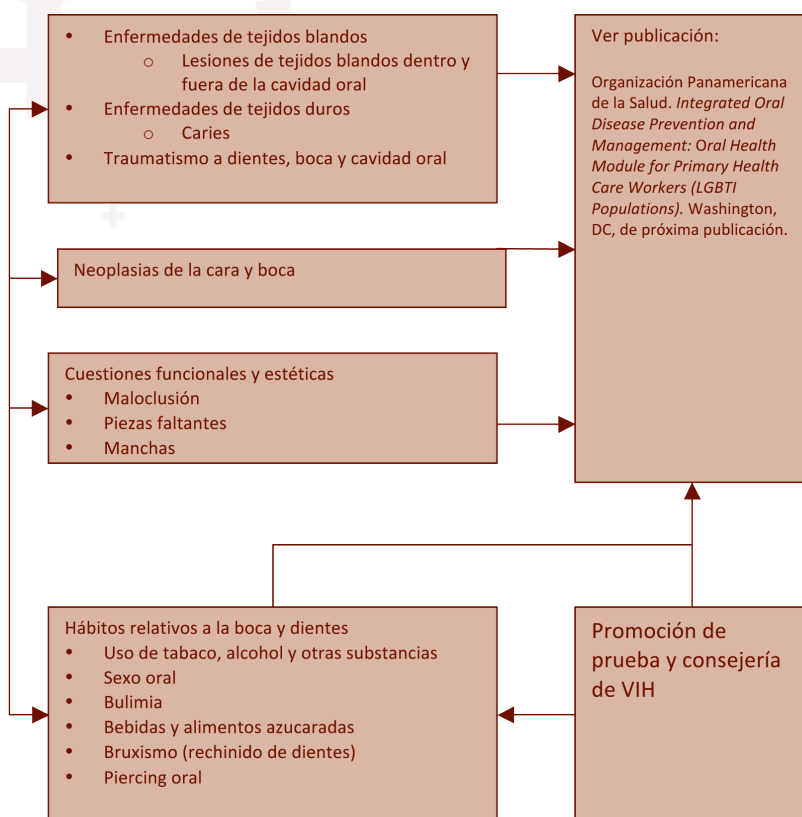 • Enfermedades de tejidos blandos
o Lesiones de tejidos blandos dentro y
fuera de la cavidad oral
• Enfermedades de tejidos duros
o Caries
• Traumatismo a dientes, boca y cavidad oral
Ver publicación:
Organización Panamericana
de la Salud. Integrated Oral
Disease Prevention and
Management: Oral Health
Module for Primary Health
Care Workers (LGBTI
Populations). Washington,
DC, de próxima publicación.
Neoplasias de la cara y boca
Cuestiones funcionales y estéticas
• Maloclusión
• Piezas faltantes
• Manchas
Hábitos relativos a la boca y dientes
• Uso de tabaco, alcohol y otras substancias
• Sexo oral
• Bulimia
• Bebidas y alimentos azucaradas
• Bruxismo (rechinido de dientes)
• Piercing oral
Promoción de
prueba y consejería
de VIH